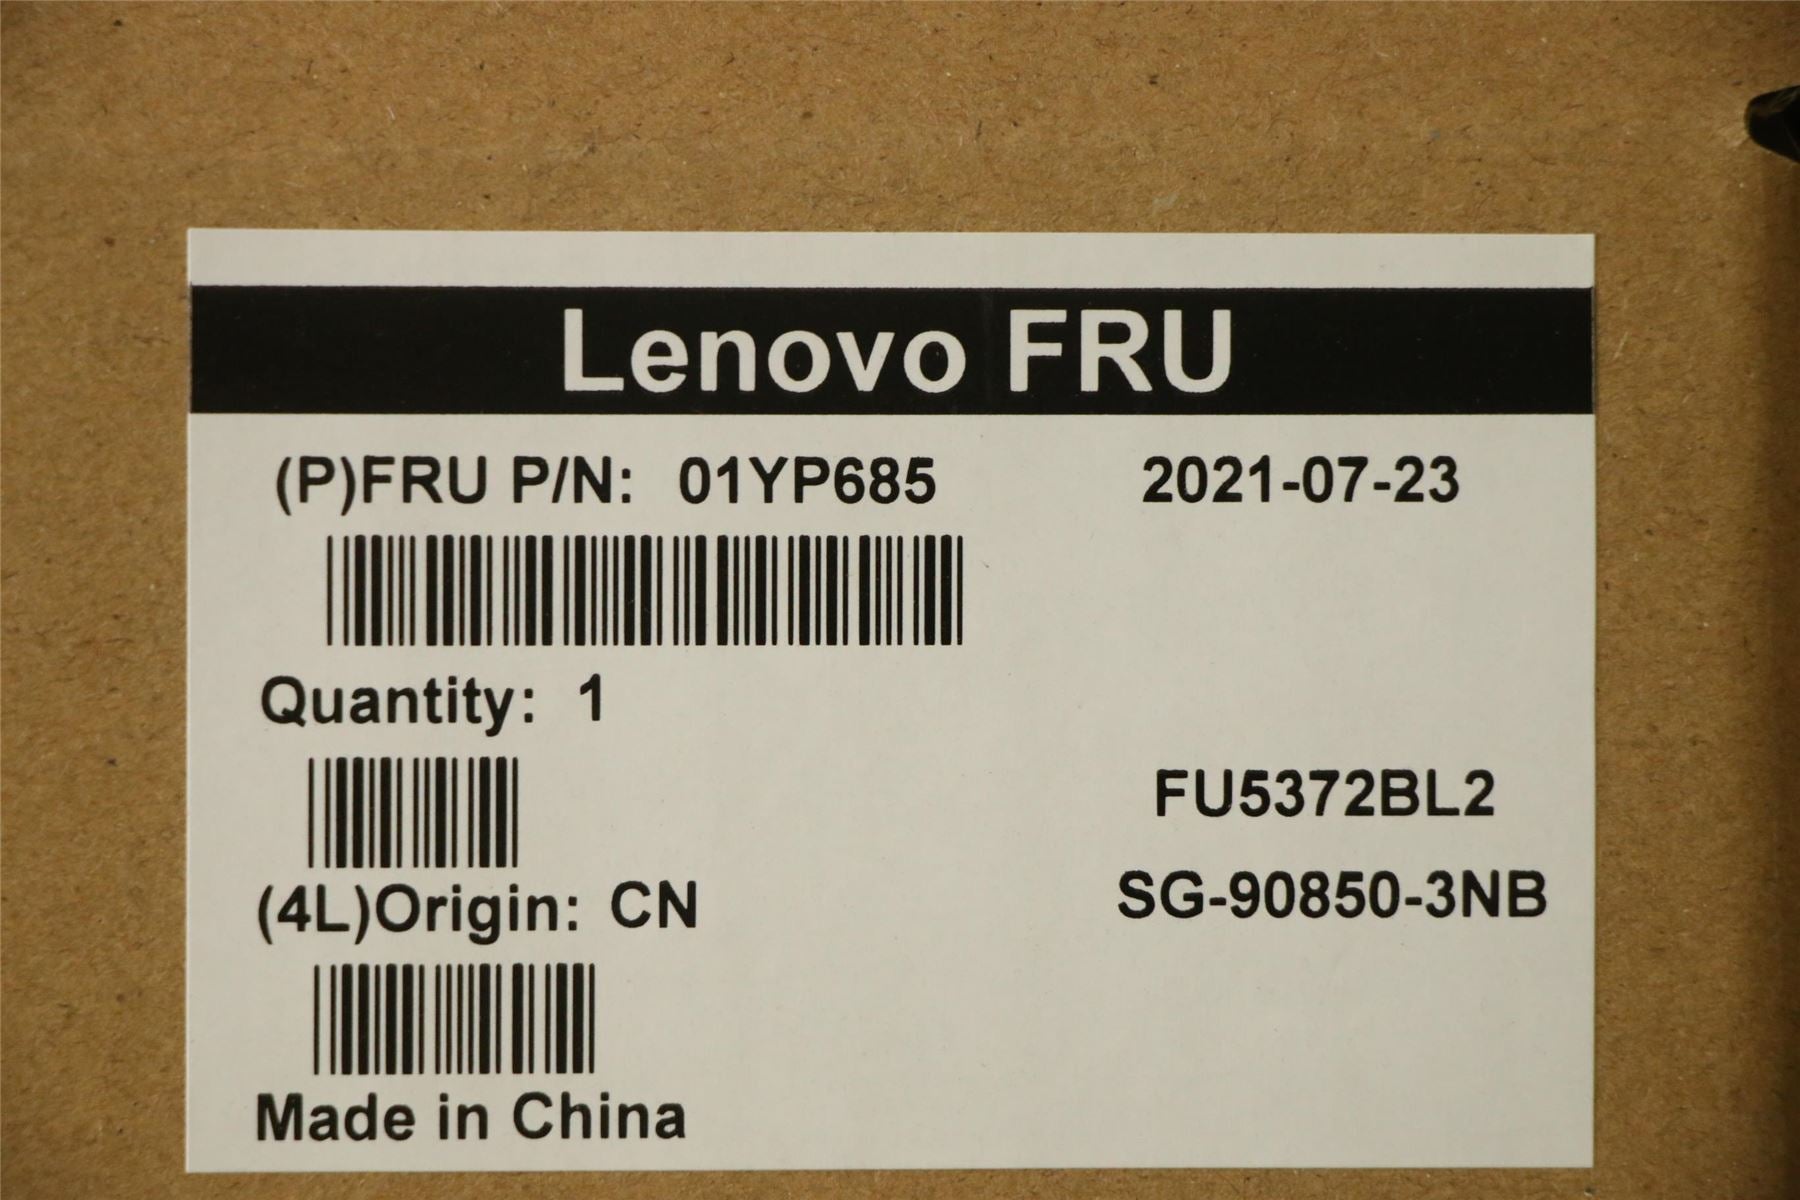 Lenovo FRU
(P)FRU P/N: 01YP685 2021-07-23
Quantity: 1
FU5372BL2
(4L)Origin: CN SG-90850-3NB
Made in China